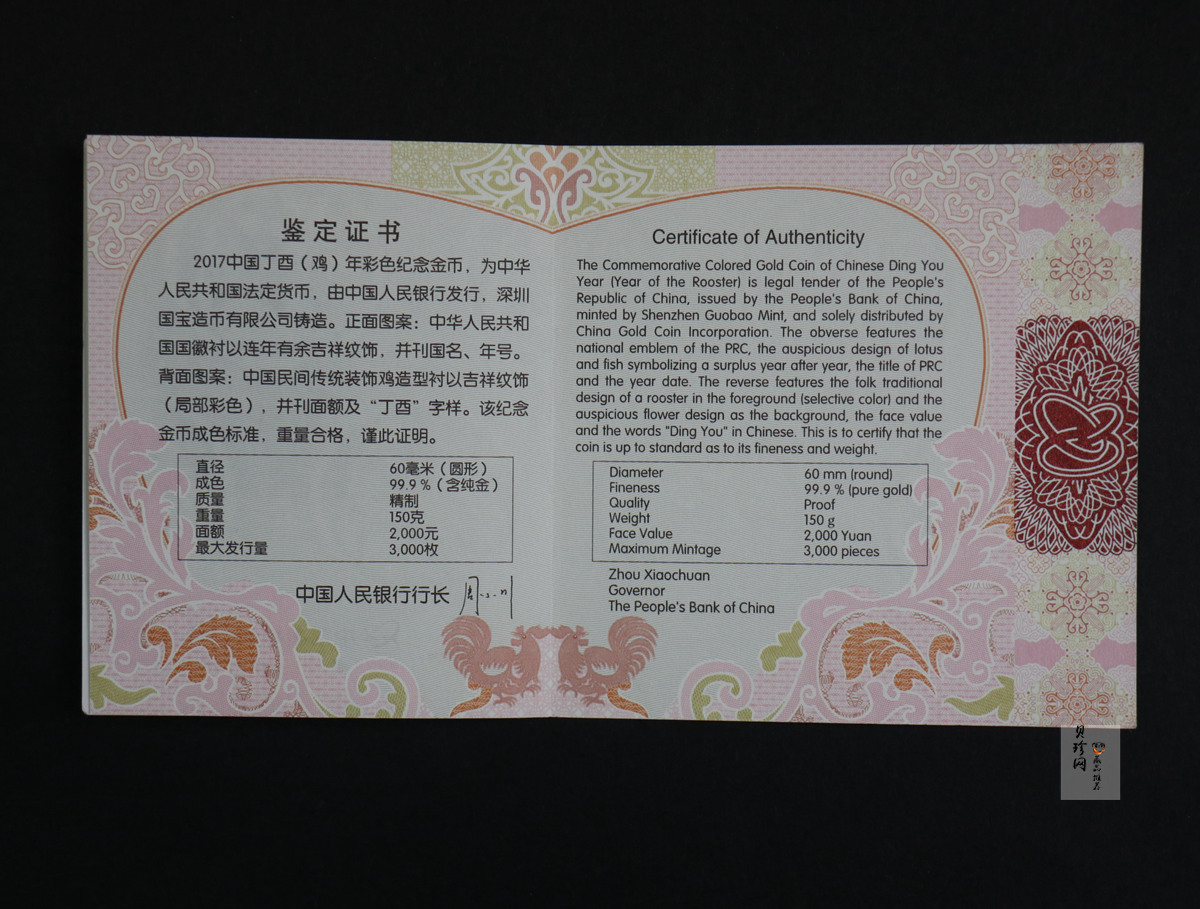 鉴定证书
2017中国丁酉（鸡）年彩色纪念金币，为中华
人民共和国法定货币，由中国人民银行发行，深圳
国宝造币有限公司铸造。正面图案：中华人民共和
国国徽衬以连年有余吉祥纹饰，并刊国名、年号。
背面图案：中国民间传统装饰鸡造型衬以吉祥纹饰
（局部彩色），并刊面额及“丁酉”字样。该纪念
金币成色标准，重量合格，谨此证明。
直径 60毫米（圆形）
成色 99.9 %（含纯金）
质量 精制
重量 150克
面额 2,000元
最大发行量 3,000枚
中国人民银行行长 周小川
Certificate of Authenticity
The Commemorative Colored Gold Coin of Chinese Ding You
Year (Year of the Rooster) is legal tender of the People's
Republic of China, issued by the People's Bank of China,
minted by Shenzhen Guobao Mint, and solely distributed by
China Gold Coin Incorporation. The obverse features the
national emblem of the PRC, the auspicious design of lotus
and fish symbolizing a surplus year after year, the title of PRC
and the year date. The reverse features the folk traditional
design of a rooster in the foreground (selective color) and the
auspicious flower design as the background, the face value
and the words "Ding You" in Chinese. This is to certify that the
coin is up to standard as to its fineness and weight.
Diameter 60 mm (round)
Fineness 99.9 % (pure gold)
Quality Proof
Weight 150 g
Face Value 2,000 Yuan
Maximum Mintage 3,000 pieces
Zhou Xiaochuan
Governor
The People's Bank of China
贝珍网
藏品推荐